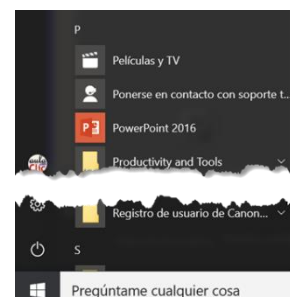 P
Películas y TV
Ponerse en contacto con soporte t...
PowerPoint 2016
Productivity and Tools
Registro de usuario de Canon...
S
Pregúntame cualquier cosa